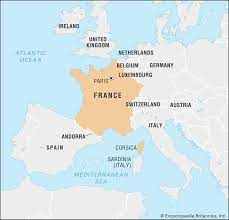 IRELAND
UNITED
KINGDOM
NETHERLANDS
ATLANTIC
OCEAN
BELGIUM
GERMANY
LUXEMBOURG
PARIS
FRANCE
SWITZERLAND
AUSTRIA
ITALY
ANDORRA
SPAIN
CORSICA
SARDINIA
(ITALY)
MEDITERRANEAN
SEA
© Encyclopædia Britannica, Inc.